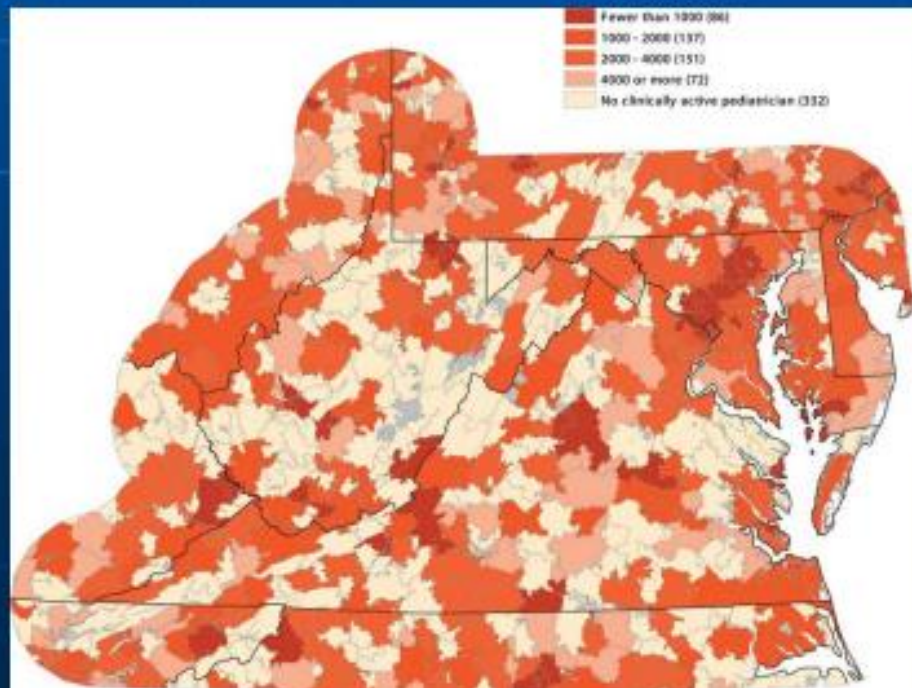 Fewer than 1000 (86)
1000 - 2000 (137)
2000 - 4000 (151)
4000 or more (72)
No clinically active pediatrician (332)